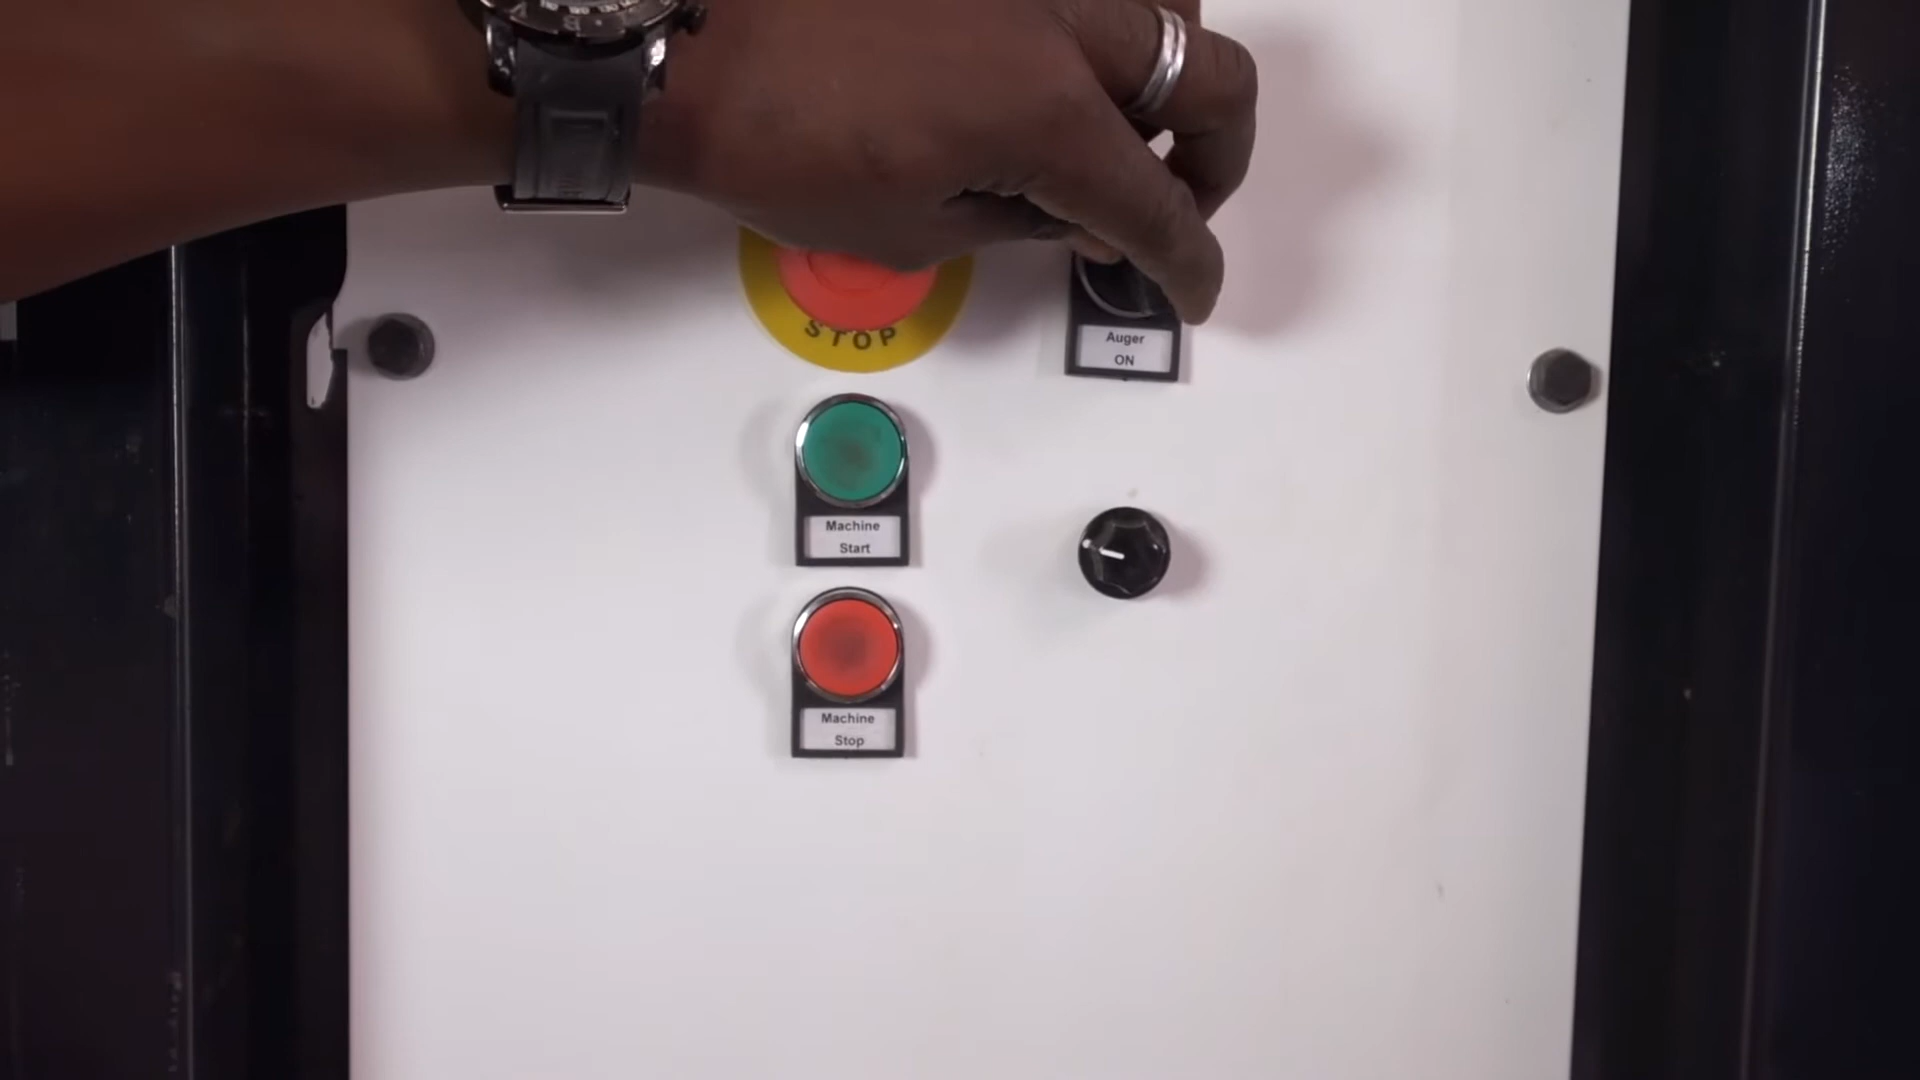 STOP
Auger
ON
Machine
Start
Machine
Stop